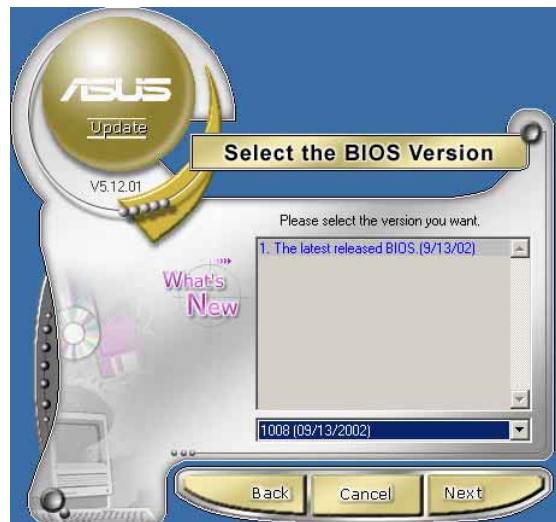 ASUS
Update
V5.12.01
Select the BIOS Version
Please select the version you want.
1. The latest released BIOS.(9/13/02)
What's
New
1008 (09/13/2002)
Back
Cancel
Next